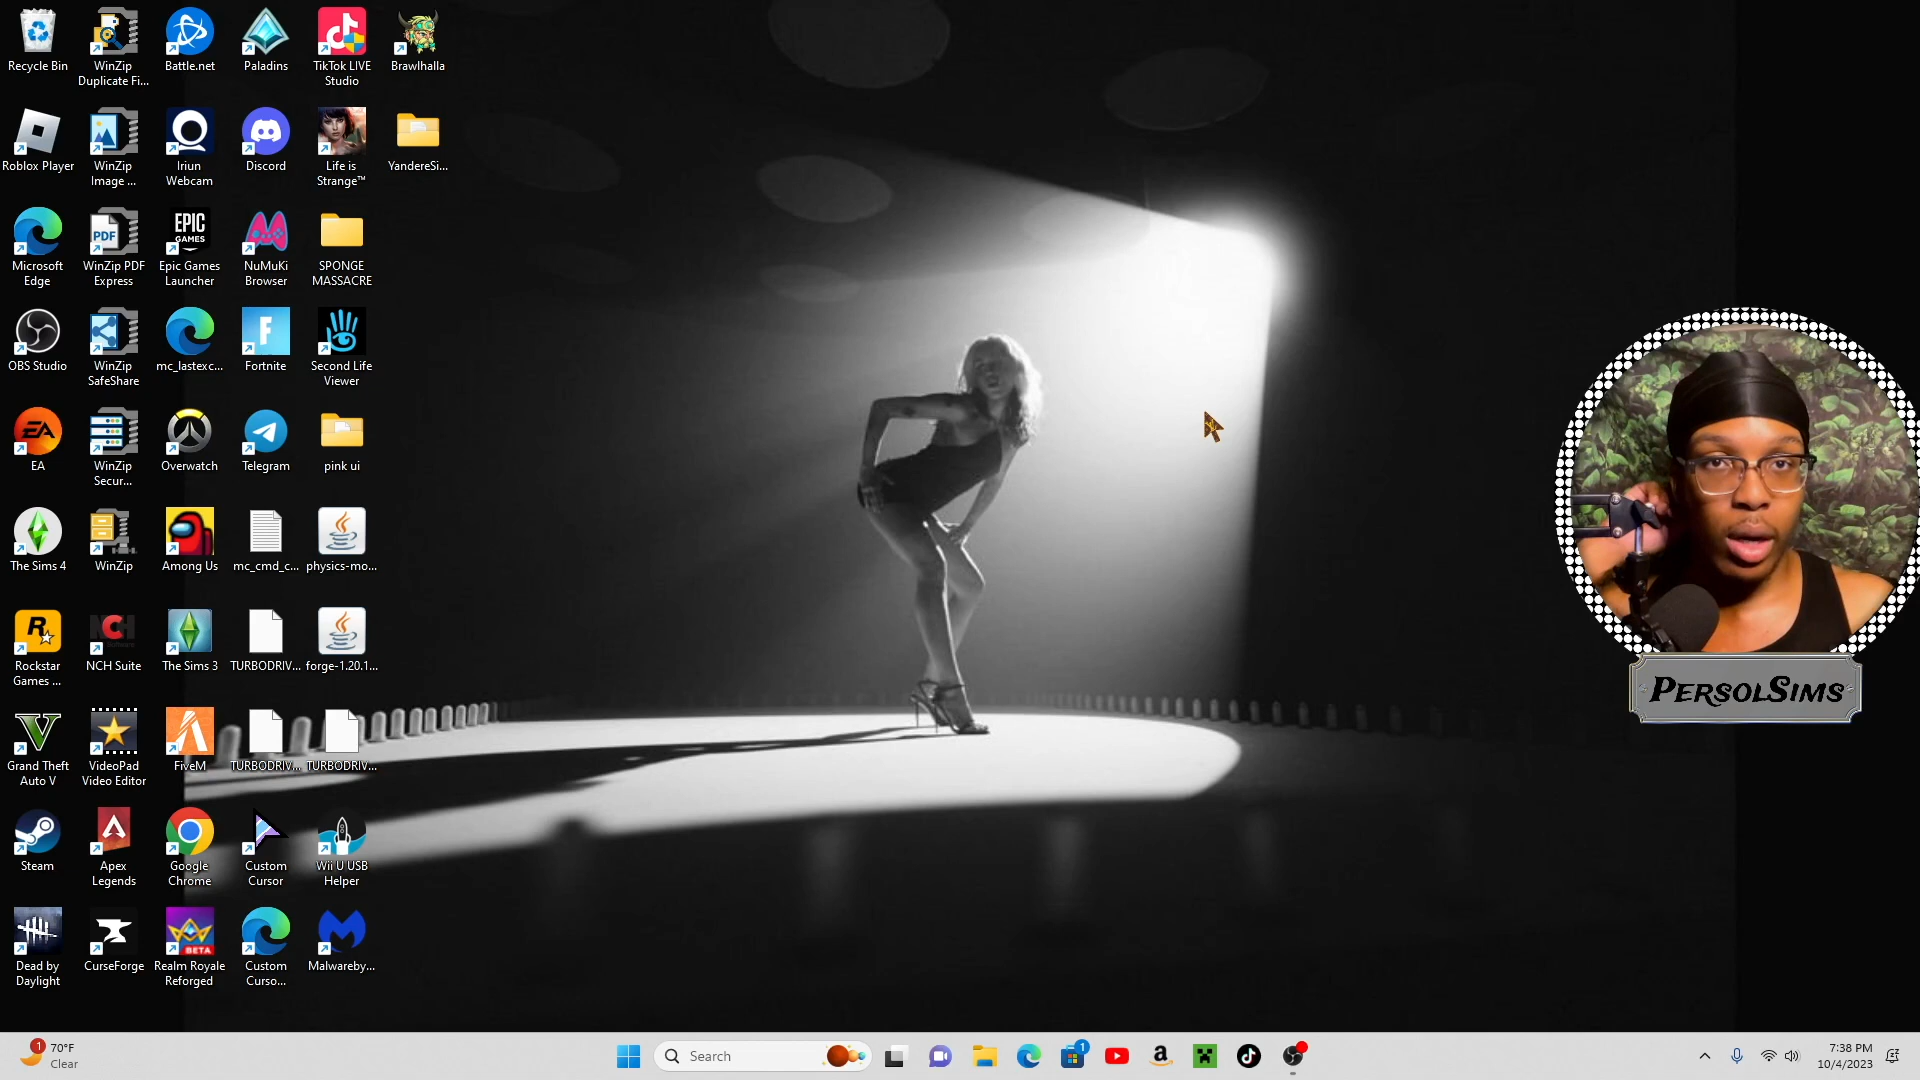 Recycle Bin
WinZip
Duplicate Fi...
Battle.net
Paladins
TikTok LIVE
Studio
Brawlhalla
Roblox Player
WinZip
Image ...
Iriun
Webcam
Discord
Life is
Strange™
YandereSi...
Microsoft
Edge
PDF
WinZip PDF
Express
EPIC
GAMES
Epic Games
Launcher
NuMuKi
Browser
SPONGE
MASSACRE
OBS Studio
WinZip
SafeShare
mc_lastexc...
F
Fortnite
Second Life
Viewer
EA
EA
WinZip
Secur...
Overwatch
Telegram
pink ui
The Sims 4
WinZip
Among Us
mc_cmd_c...
physics-mo...
R
Rockstar
Games ...
NCH
NCH Suite
The Sims 3
TURBODRIV...
forge-1.20.1...
V
Grand Theft
Auto V
VideoPad
Video Editor
FiveM
TURBODRIV...
TURBODRIV...
Steam
Apex
Legends
Google
Chrome
Custom
Cursor
Wii U USB
Helper
Dead by
Daylight
CurseForge
BETA
Realm Royale
Reforged
Custom
Curso...
Malwareby...
PERSOLSIMS
1
70°F
Clear
Search
1
7:38 PM
10/4/2023